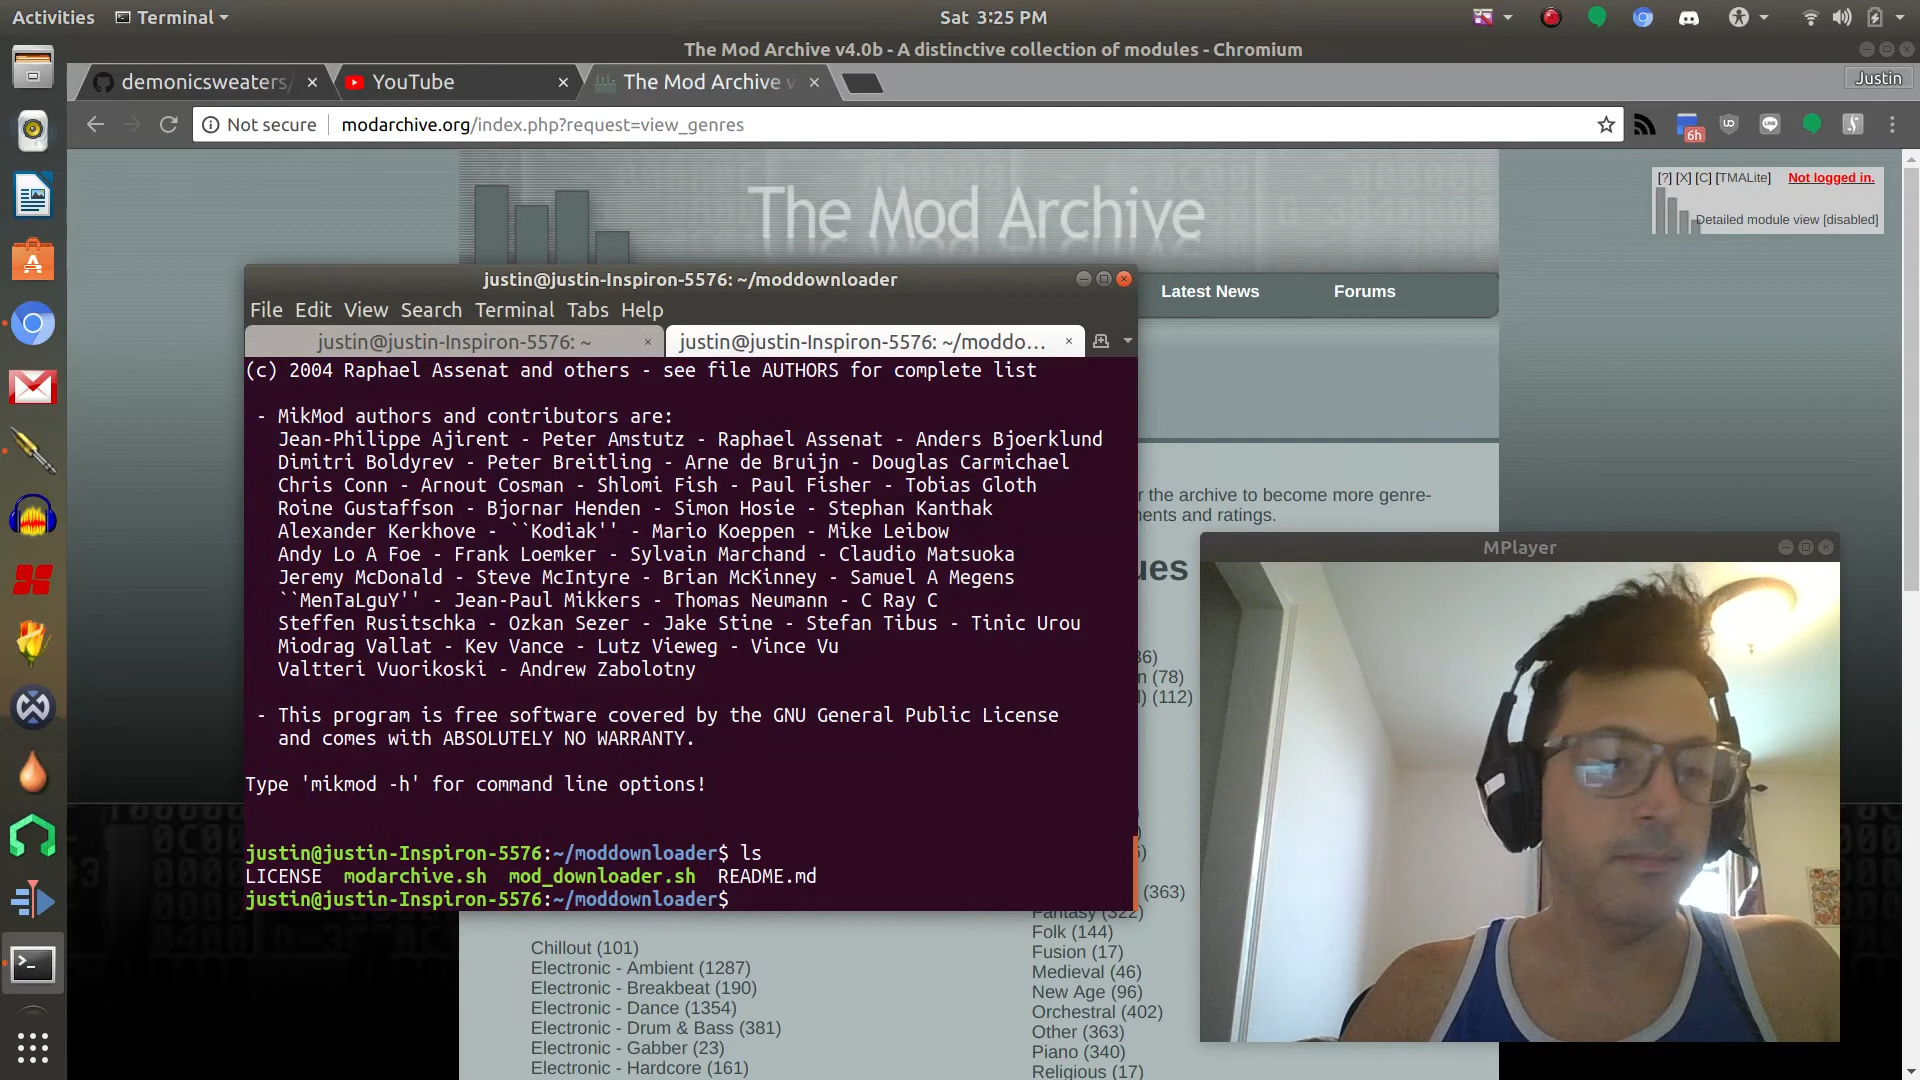 Activities
Terminal
Sat 3:25 PM
The Mod Archive v4.0b - A distinctive collection of modules - Chromium
demonicsweaters/
YouTube
The Mod Archive v
Justin
Not secure
modarchive.org/index.php?request=view_genres
6h
The Mod Archive
[?] [X] [C] [TMALite] Not logged in.
Detailed module view [disabled]
Latest News
Forums
justin@justin-Inspiron-5576: ~/moddownloader
File Edit View Search Terminal Tabs Help
justin@justin-Inspiron-5576: ~
justin@justin-Inspiron-5576: ~/moddo...
(c) 2004 Raphael Assenat and others - see file AUTHORS for complete list
- MikMod authors and contributors are:
Jean-Philippe Ajirent - Peter Amstutz - Raphael Assenat - Anders Bjoerklund
Dimitri Boldyrev - Peter Breitling - Arne de Bruijn - Douglas Carmichael
Chris Conn - Arnout Cosman - Shlomi Fish - Paul Fisher - Tobias Gloth
Roine Gustaffson - Bjornar Henden - Simon Hosie - Stephan Kanthak
Alexander Kerkhove - ``Kodiak'' - Mario Koeppen - Mike Leibow
Andy Lo A Foe - Frank Loemker - Sylvain Marchand - Claudio Matsuoka
Jeremy McDonald - Steve McIntyre - Brian McKinney - Samuel A Megens
``MenTaLguY'' - Jean-Paul Mikkers - Thomas Neumann - C Ray C
Steffen Rusitschka - Ozkan Sezer - Jake Stine - Stefan Tibus - Tinic Urou
Miodrag Vallat - Kev Vance - Lutz Vieweg - Vince Vu
Valtteri Vuorikoski - Andrew Zabolotny
- This program is free software covered by the GNU General Public License
and comes with ABSOLUTELY NO WARRANTY.
Type 'mikmod -h' for command line options!
justin@justin-Inspiron-5576:~/moddownloader$ ls
LICENSE modarchive.sh mod_downloader.sh README.md
justin@justin-Inspiron-5576:~/moddownloader$
r the archive to become more genre-
ents and ratings.
ues
MPlayer
36)
n (78)
) (112)
(363)
Fantasy (322)
Folk (144)
Fusion (17)
Medieval (46)
New Age (96)
Orchestral (402)
Other (363)
Piano (340)
Religious (17)
Chillout (101)
Electronic - Ambient (1287)
Electronic - Breakbeat (190)
Electronic - Dance (1354)
Electronic - Drum & Bass (381)
Electronic - Gabber (23)
Electronic - Hardcore (161)